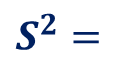 S² =